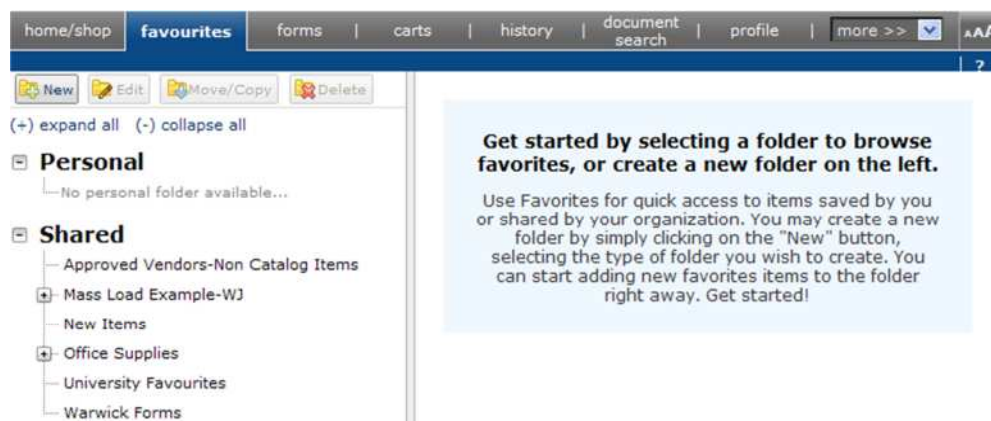 home/shop favourites forms | carts | history | document search | profile | more >> AAA
?
New Edit Move/Copy Delete
(+) expand all (-) collapse all
Personal
No personal folder available...
Shared
Approved Vendors-Non Catalog Items
Mass Load Example-WJ
New Items
Office Supplies
University Favourites
Warwick Forms
Get started by selecting a folder to browse
favorites, or create a new folder on the left.
Use Favorites for quick access to items saved by you
or shared by your organization. You may create a new
folder by simply clicking on the "New" button,
selecting the type of folder you wish to create. You
can start adding new favorites items to the folder
right away. Get started!